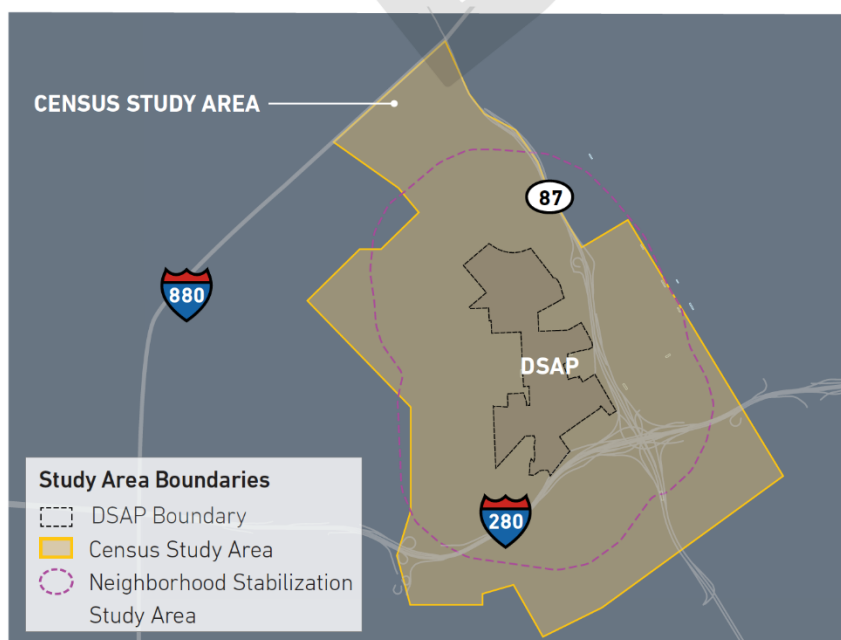 CENSUS STUDY AREA
87
880
DSAP
280
Study Area Boundaries
DSAP Boundary
Census Study Area
Neighborhood Stabilization
Study Area